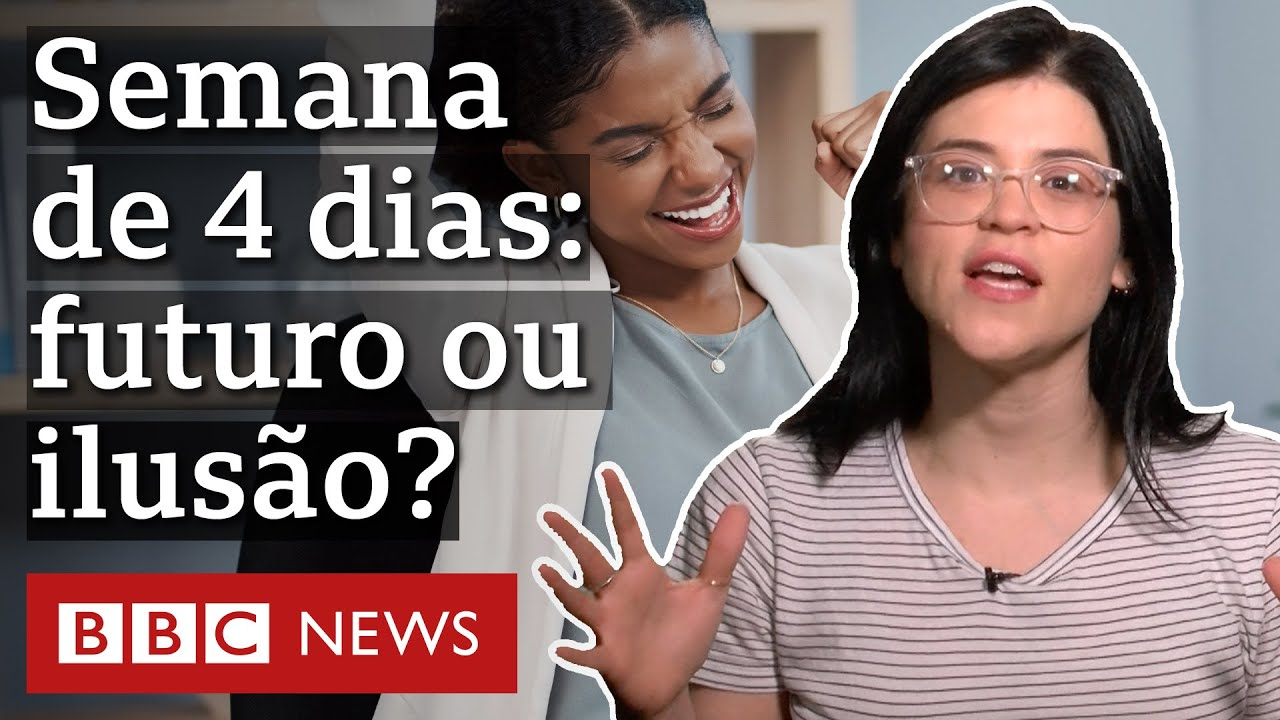 Semana
de 4 dias:
futuro ou
ilusão?
BBC NEWS